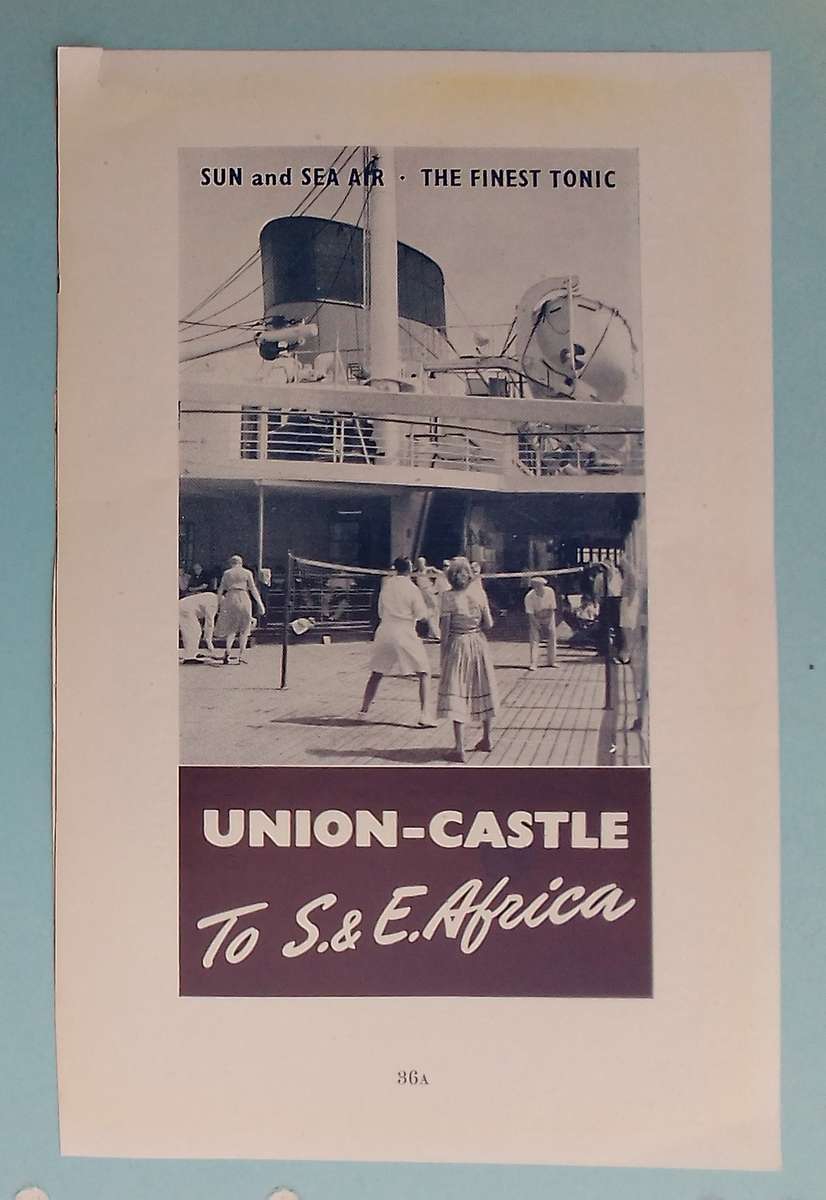 SUN and SEA AIR · THE FINEST TONIC
UNION-CASTLE
To S. & E. Africa
36A